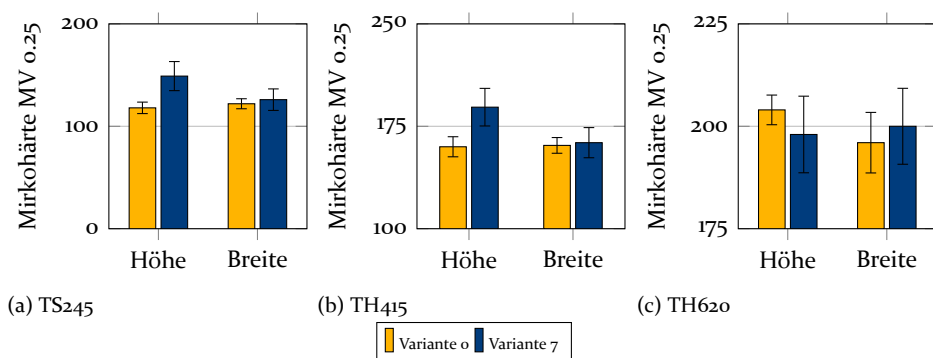 Mirkohärte MV 0.25
200
100
0
Höhe
Breite
(a) TS245
Mirkohärte MV 0.25
250
175
100
Höhe
Breite
(b) TH415
Mirkohärte MV 0.25
225
200
175
Höhe
Breite
(c) TH620
Variante 0
Variante 7